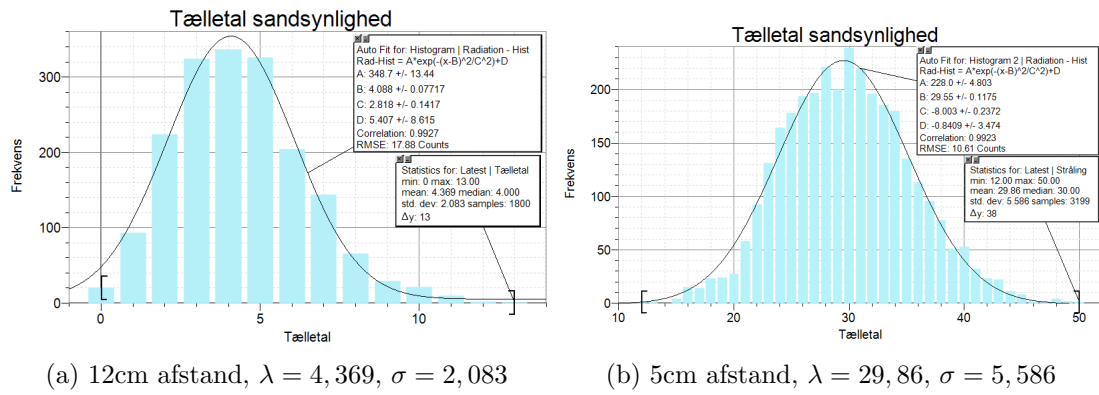 Tælletal sandsynlighed
Auto Fit for: Histogram | Radiation - Hist
Rad-Hist = A*exp(-(x-B)^2/C^2)+D
A: 348.7 +/- 13.44
B: 4.088 +/- 0.07717
C: 2.818 +/- 0.1417
D: 5.407 +/- 8.615
Correlation: 0.9927
RMSE: 17.88 Counts
Statistics for: Latest | Tælletal
min: 0 max: 13.00
mean: 4.369 median: 4.000
std. dev: 2.083 samples: 1800
Δy: 13
Frekvens
300
200
100
0
0 5 10
Tælletal
(a) 12cm afstand, λ = 4,369, σ = 2,083
Tælletal sandsynlighed
Auto Fit for: Histogram 2 | Radiation - Hist
Rad-Hist = A*exp(-(x-B)^2/C^2)+D
A: 228.0 +/- 4.803
B: 29.55 +/- 0.1175
C: -8.003 +/- 0.2372
D: -0.8409 +/- 3.474
Correlation: 0.9923
RMSE: 10.61 Counts
Statistics for: Latest | Stråling
min: 12.00 max: 50.00
mean: 29.86 median: 30.00
std. dev: 5.586 samples: 3199
Δy: 38
Frekvens
200
150
100
50
0
10 20 30 40 50
Tælletal
(b) 5cm afstand, λ = 29,86, σ = 5,586